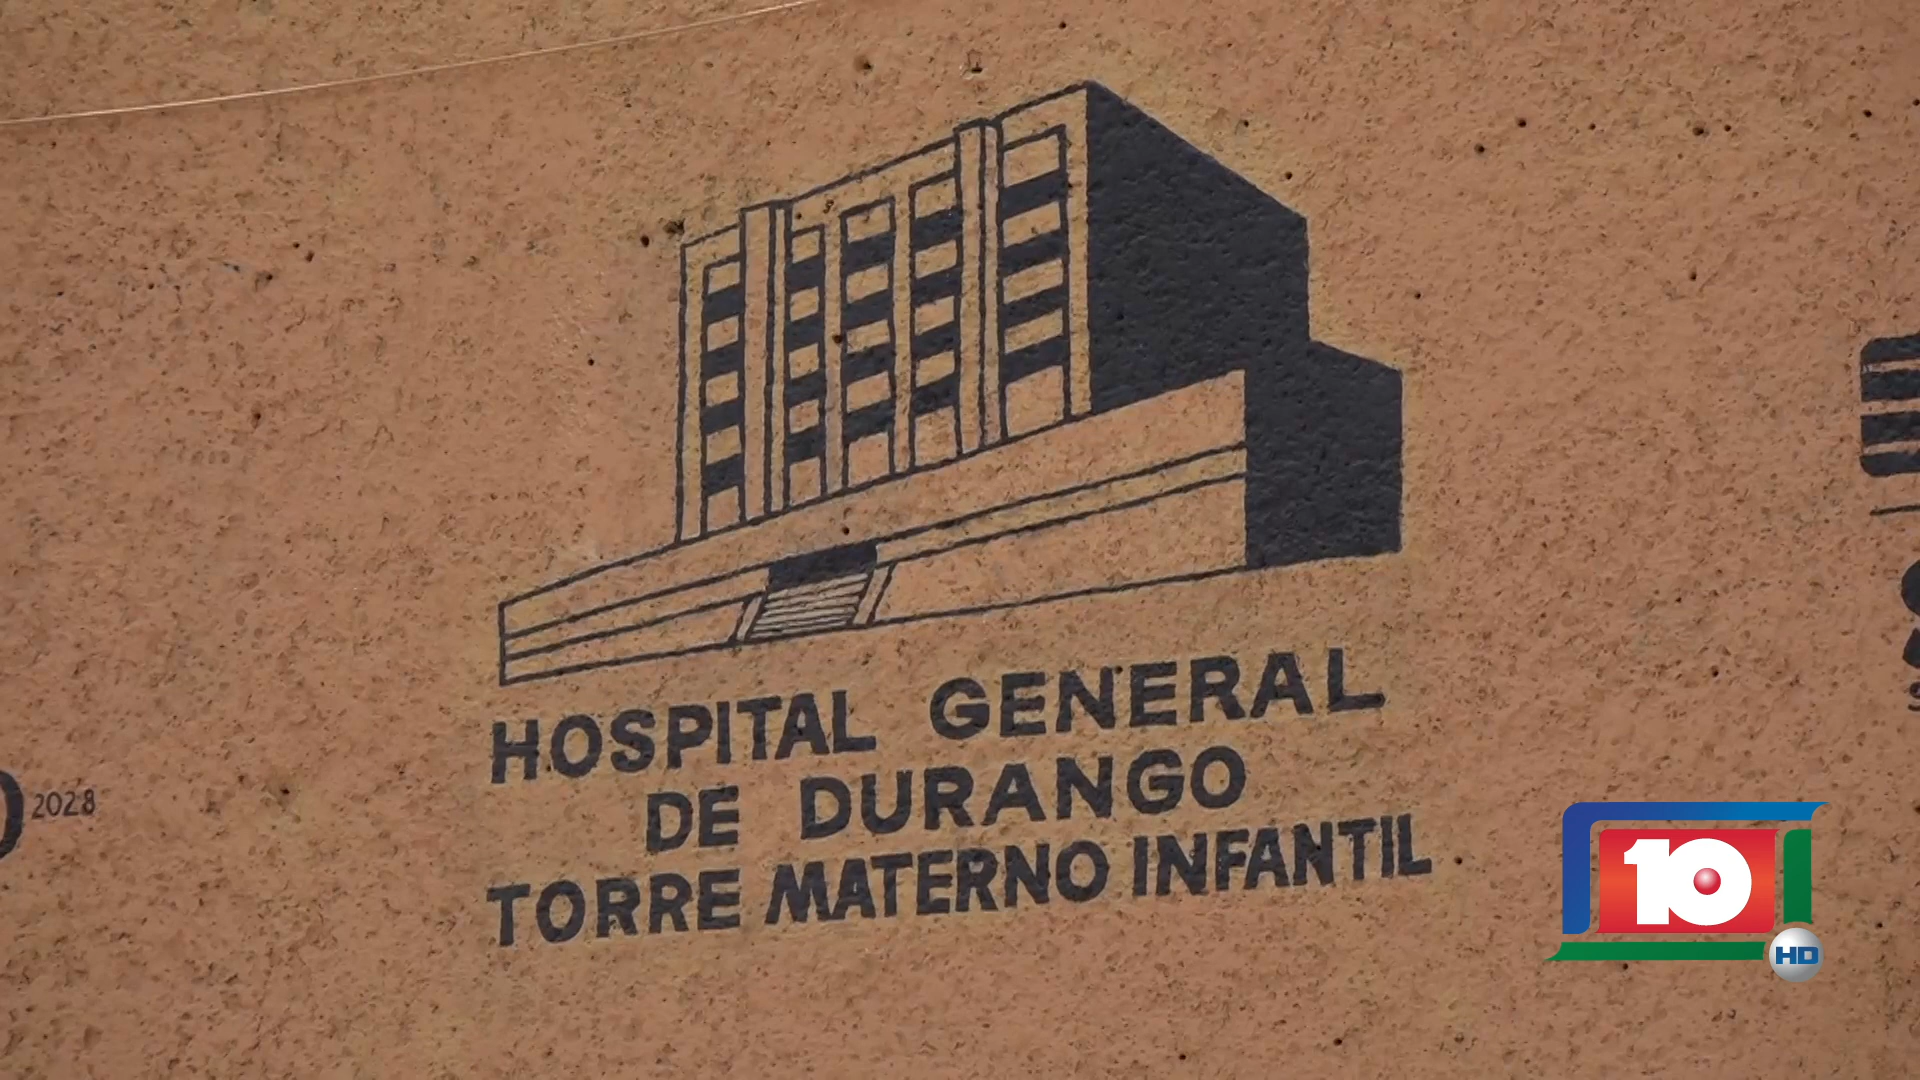 HOSPITAL GENERAL
DE DURANGO
TORRE MATERNO INFANTIL
2028
10
HD